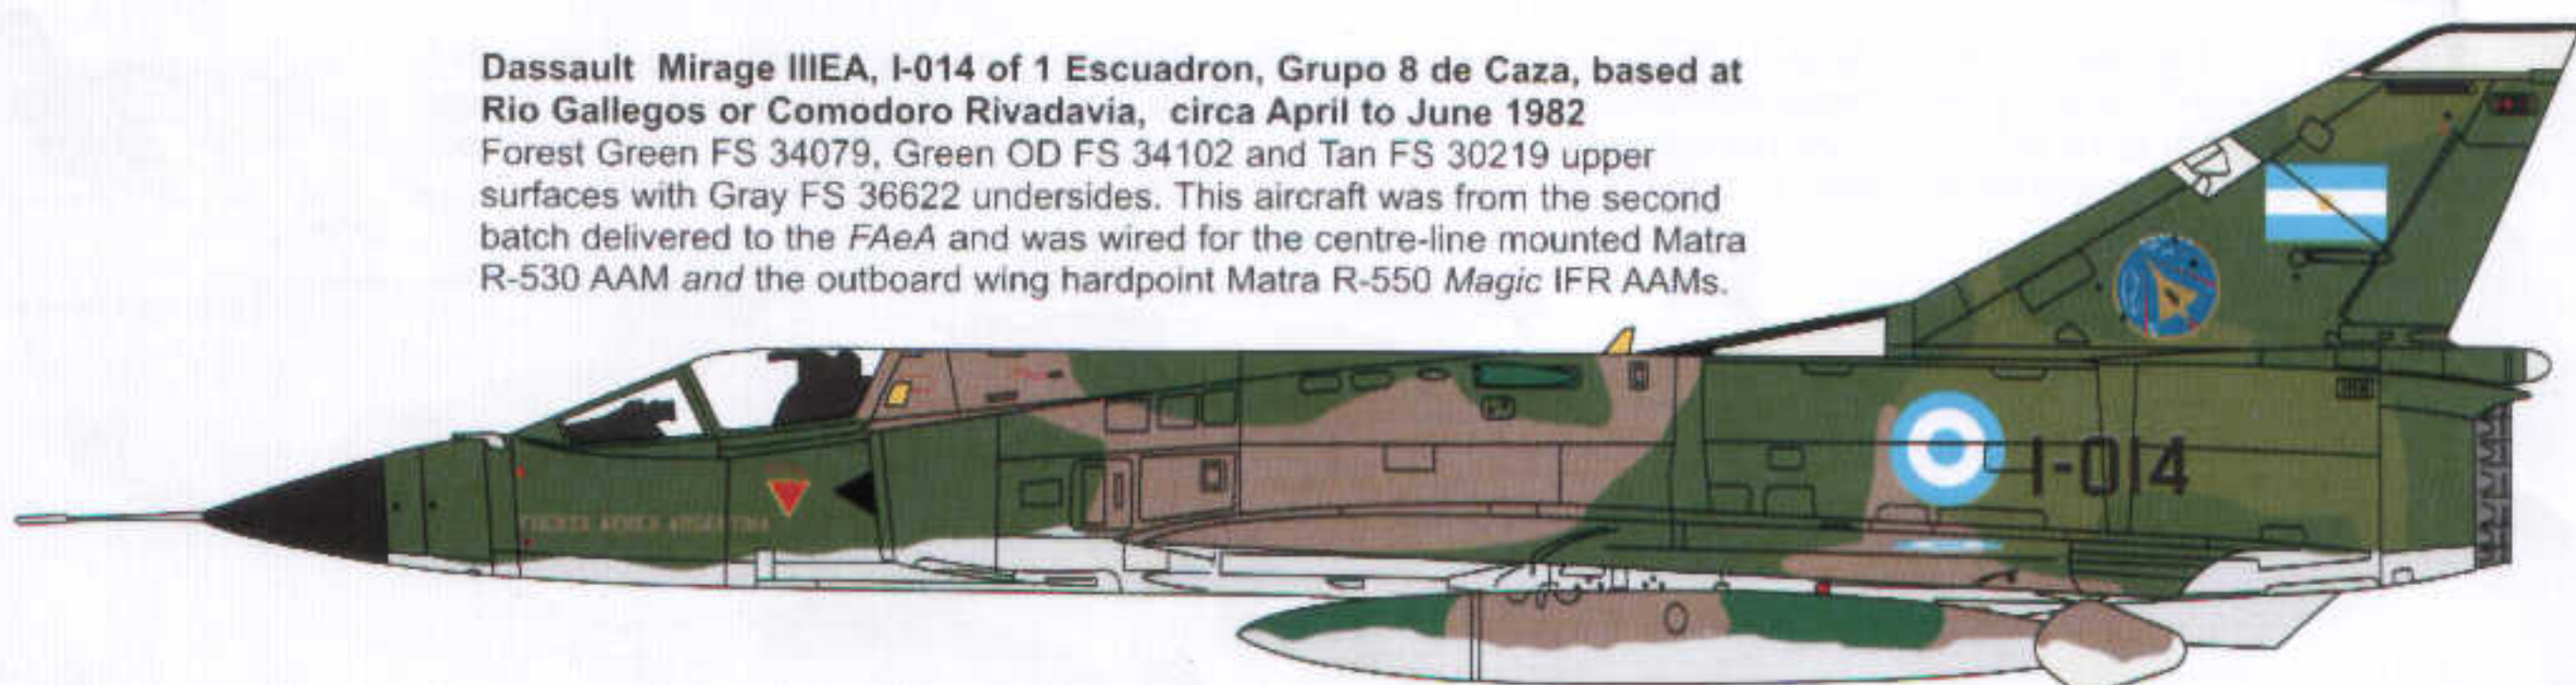 Dassault Mirage IIIEA, I-014 of 1 Escuadron, Grupo 8 de Caza, based at
Rio Gallegos or Comodoro Rivadavia, circa April to June 1982
Forest Green FS 34079, Green OD FS 34102 and Tan FS 30219 upper
surfaces with Gray FS 36622 undersides. This aircraft was from the second
batch delivered to the FAeA and was wired for the centre-line mounted Matra
R-530 AAM and the outboard wing hardpoint Matra R-550 Magic IFR AAMs.
I-014
FUERZA AEREA ARGENTINA